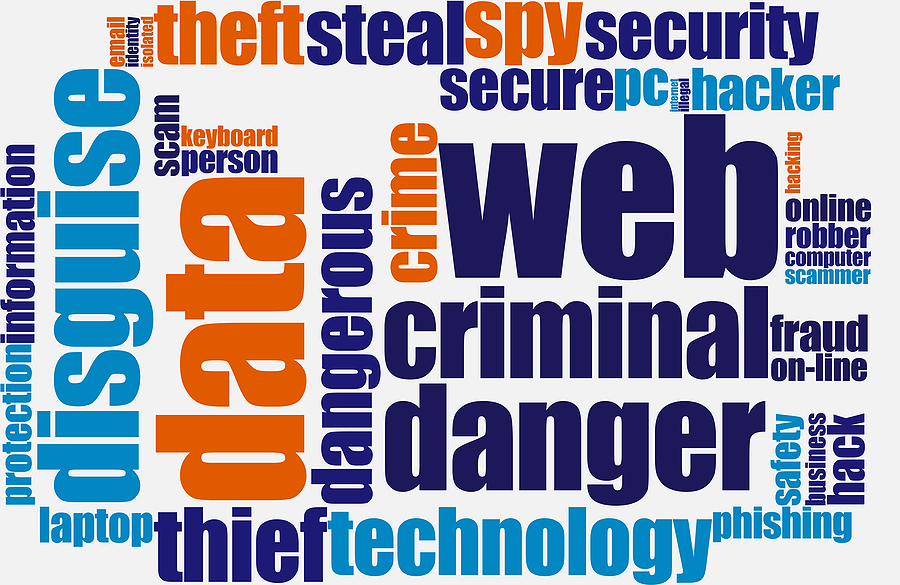 email
identity
isolated
theft
steal
spy
security
secure
pc
internet
illegal
hacker
disguise
scam
keyboard
person
information
data
dangerous
crime
web
hacking
online
robber
computer
scammer
criminal
fraud
on-line
danger
protection
safety
business
hack
laptop
thief
technology
phishing